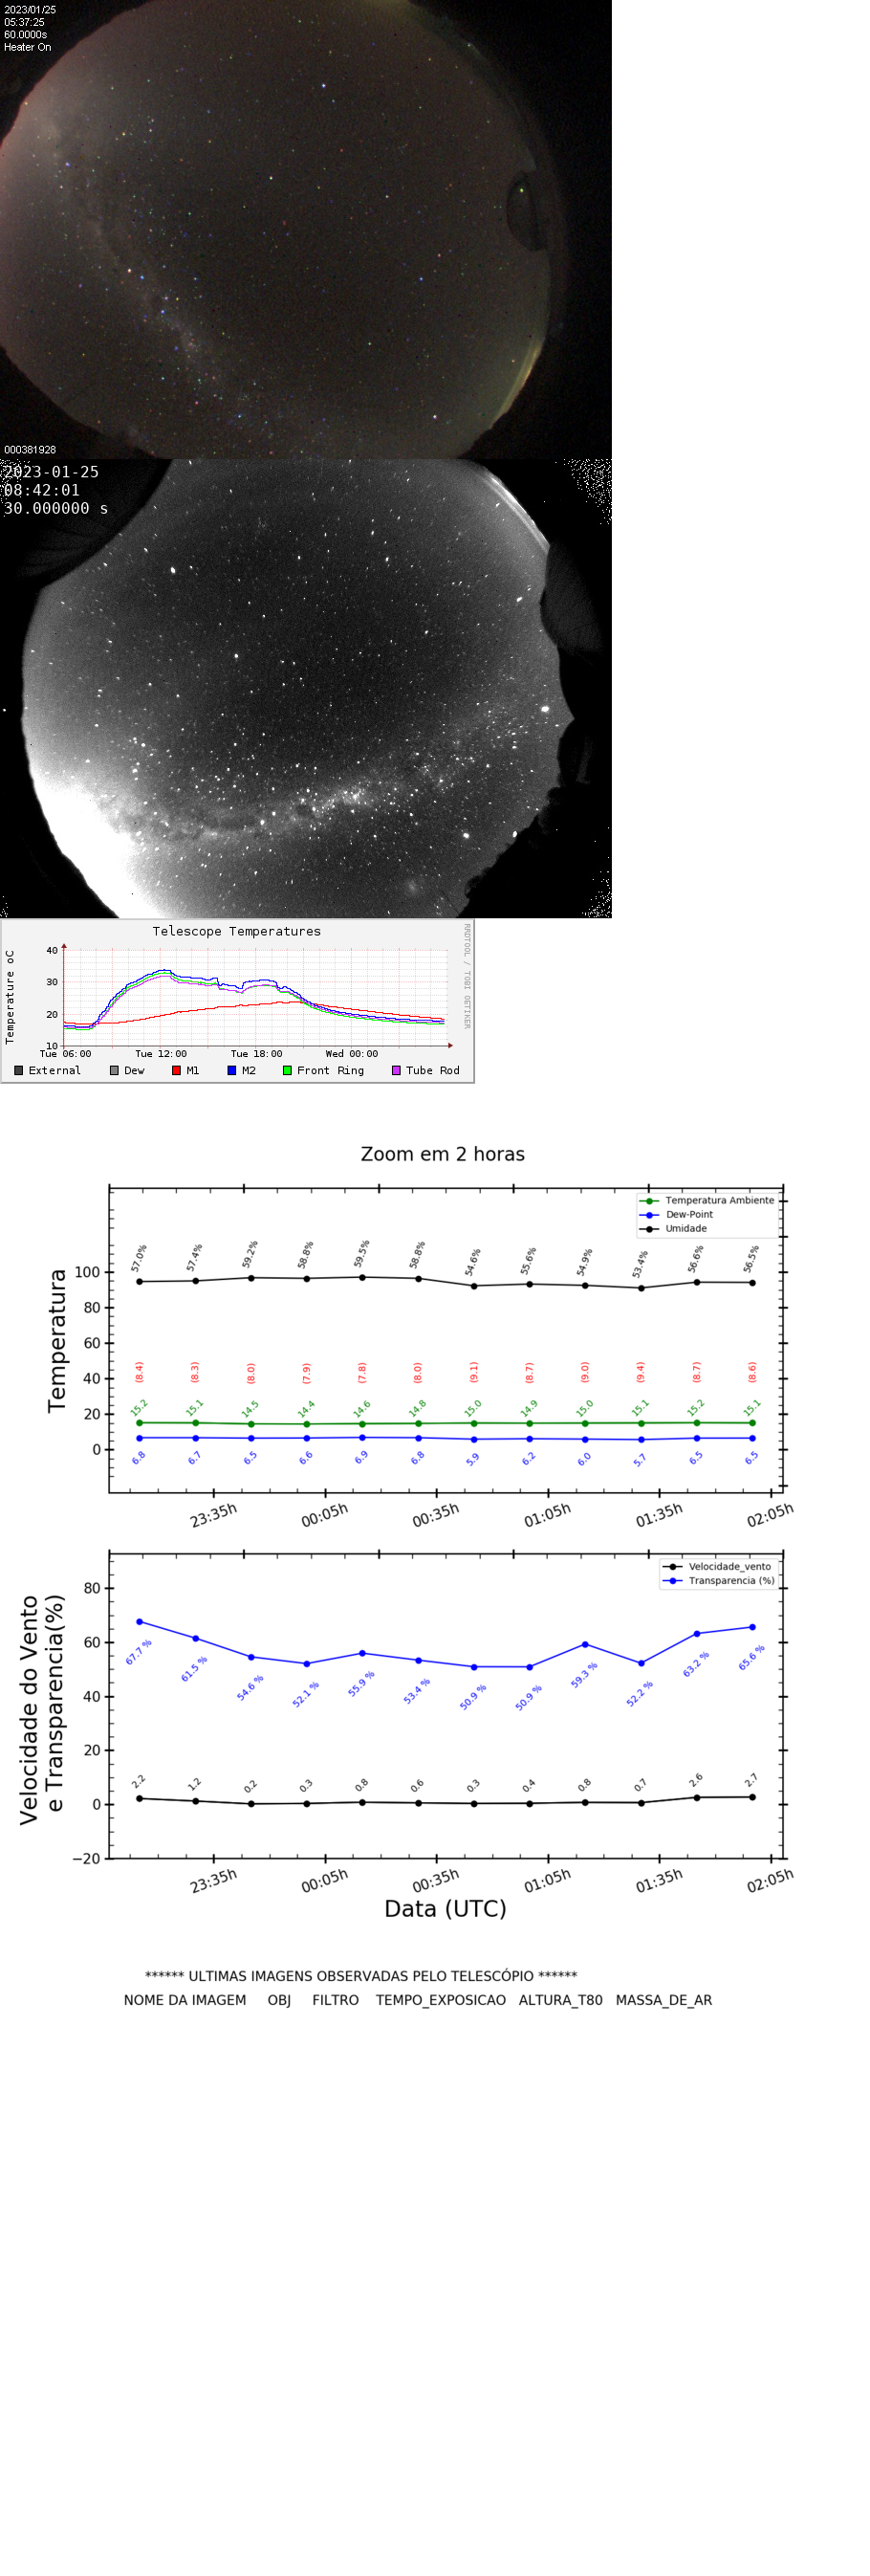 2023/01/25
05:37:25
60.0000s
Heater On
000381928
2023-01-25
08:42:01
30.000000 s
Telescope Temperatures
RRDTOOL / TOBI OETIKER
Temperature oC
40
30
20
10
Tue 06:00 Tue 12:00 Tue 18:00 Wed 00:00
External Dew M1 M2 Front Ring Tube Rod
Zoom em 2 horas
Temperatura Ambiente
Dew-Point
Umidade
57.0% 57.4% 59.2% 58.8% 59.5% 58.8% 54.6% 55.6% 54.9% 53.4% 56.6% 56.5%
Temperatura
100
80
60
40
20
0
(8.4) (8.3) (8.0) (7.9) (7.8) (8.0) (9.1) (8.7) (9.0) (9.4) (8.7) (8.6)
15.2 15.1 14.5 14.4 14.6 14.8 15.0 14.9 15.0 15.1 15.2 15.1
6.8 6.7 6.5 6.6 6.9 6.8 5.9 6.2 6.0 5.7 6.5 6.5
23:35h 00:05h 00:35h 01:05h 01:35h 02:05h
Velocidade_vento
Transparencia (%)
Velocidade do Vento
e Transparencia(%)
80
60
40
20
0
−20
67.7 % 61.5 % 54.6 % 52.1 % 55.9 % 53.4 % 50.9 % 50.9 % 59.3 % 52.2 % 63.2 % 65.6 %
2.2 1.2 0.2 0.3 0.8 0.6 0.3 0.4 0.8 0.7 2.6 2.7
23:35h 00:05h 00:35h 01:05h 01:35h 02:05h
Data (UTC)
****** ULTIMAS IMAGENS OBSERVADAS PELO TELESCÓPIO ******
NOME DA IMAGEM OBJ FILTRO TEMPO_EXPOSICAO ALTURA_T80 MASSA_DE_AR